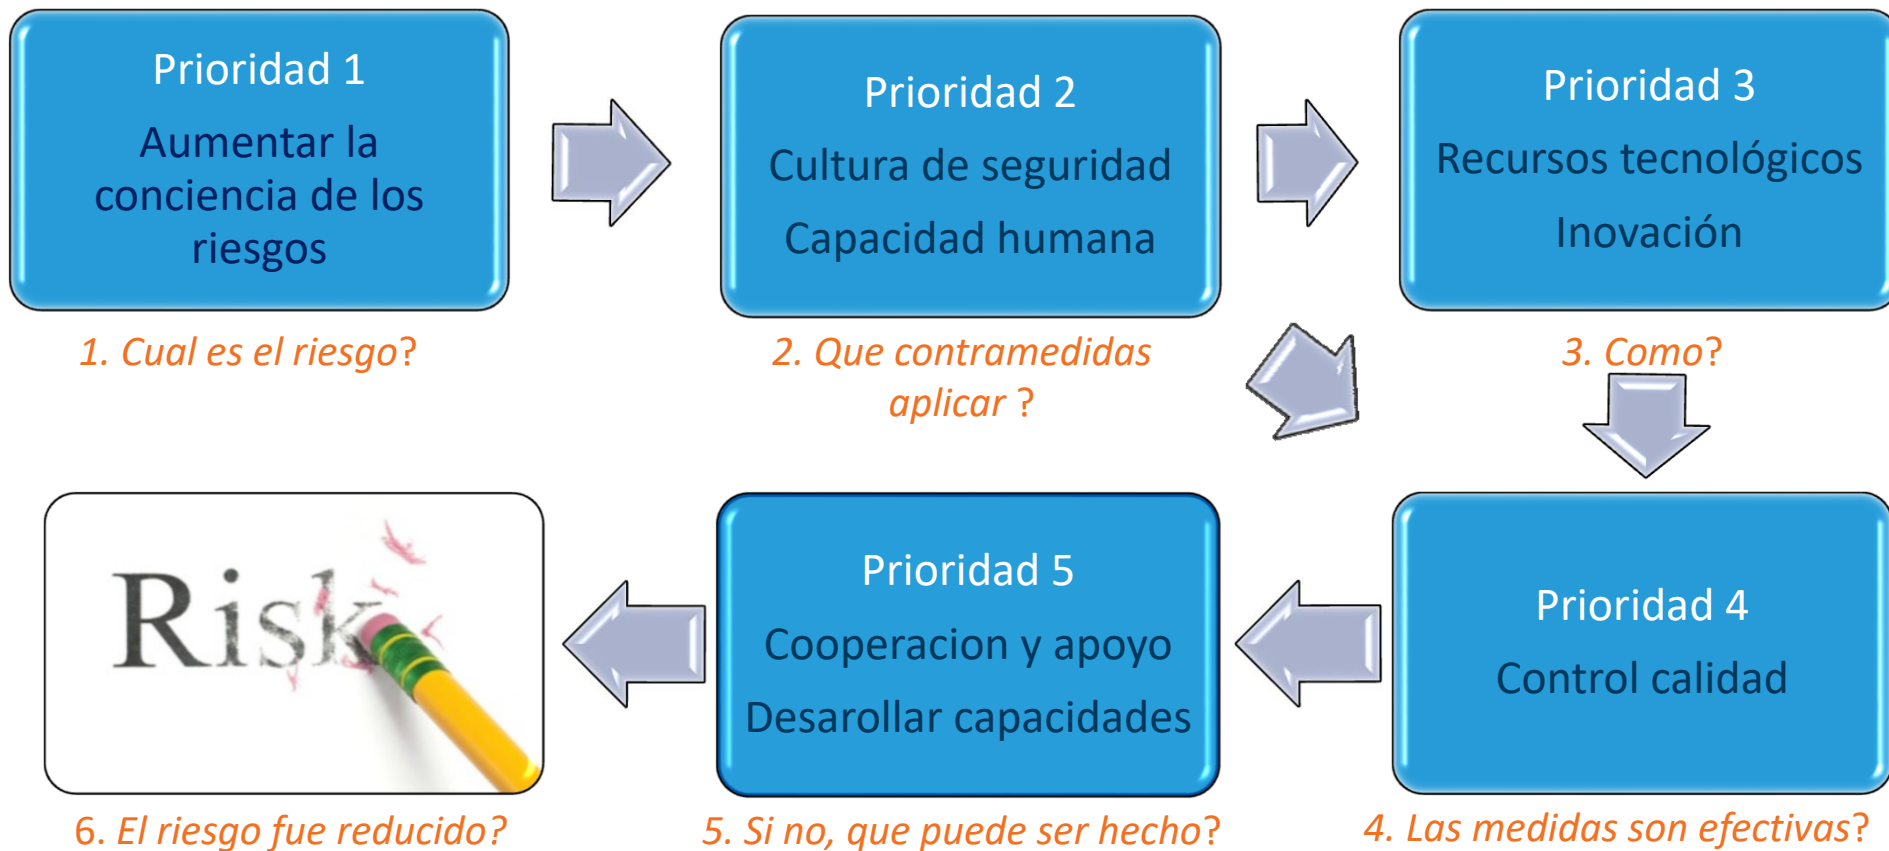 Prioridad 1
Aumentar la
conciencia de los
riesgos
1. Cual es el riesgo?
Prioridad 2
Cultura de seguridad
Capacidad humana
2. Que contramedidas
aplicar ?
Prioridad 3
Recursos tecnológicos
Inovación
3. Como?
Prioridad 4
Control calidad
4. Las medidas son efectivas?
Prioridad 5
Cooperacion y apoyo
Desarollar capacidades
5. Si no, que puede ser hecho?
Risk
6. El riesgo fue reducido?